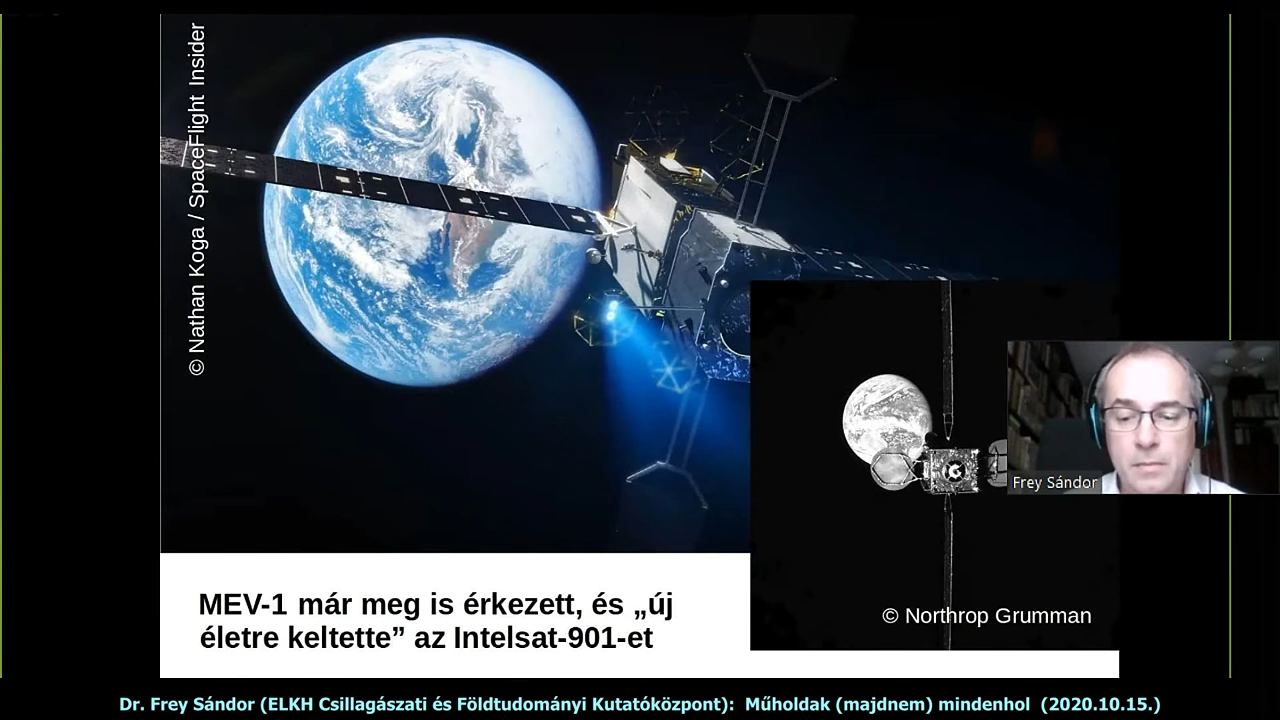 © Nathan Koga / SpaceFlight Insider
Frey Sándor
© Northrop Grumman
MEV-1 már meg is érkezett, és „új
életre keltette” az Intelsat-901-et
Dr. Frey Sándor (ELKH Csillagászati és Földtudományi Kutatóközpont): Műholdak (majdnem) mindenhol (2020.10.15.)